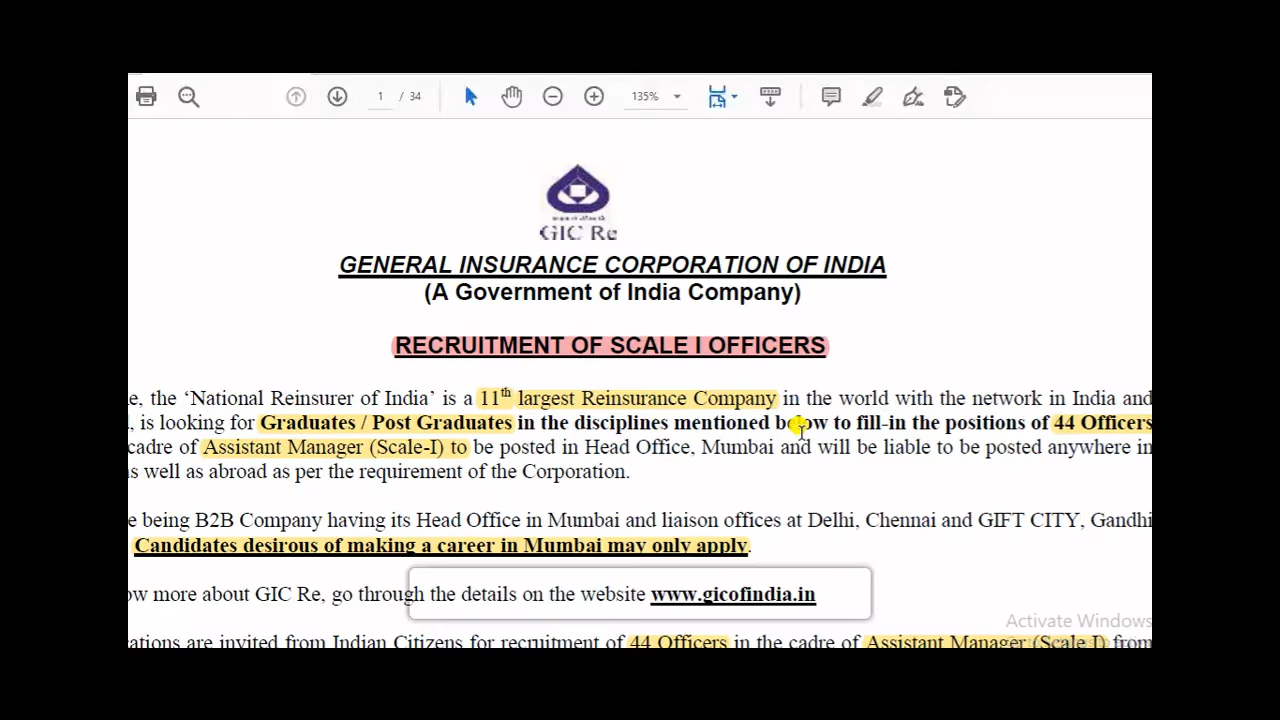 1 / 34
135%
GIC Re
GENERAL INSURANCE CORPORATION OF INDIA
(A Government of India Company)
RECRUITMENT OF SCALE I OFFICERS
e, the ‘National Reinsurer of India’ is a 11th largest Reinsurance Company in the world with the network in India and
, is looking for Graduates / Post Graduates in the disciplines mentioned below to fill-in the positions of 44 Officers
cadre of Assistant Manager (Scale-I) to be posted in Head Office, Mumbai and will be liable to be posted anywhere in
as well as abroad as per the requirement of the Corporation.
e being B2B Company having its Head Office in Mumbai and liaison offices at Delhi, Chennai and GIFT CITY, Gandhi
Candidates desirous of making a career in Mumbai may only apply.
ow more about GIC Re, go through the details on the website www.gicofindia.in
Activate Windows
ations are invited from Indian Citizens for recruitment of 44 Officers in the cadre of Assistant Manager (Scale I) from